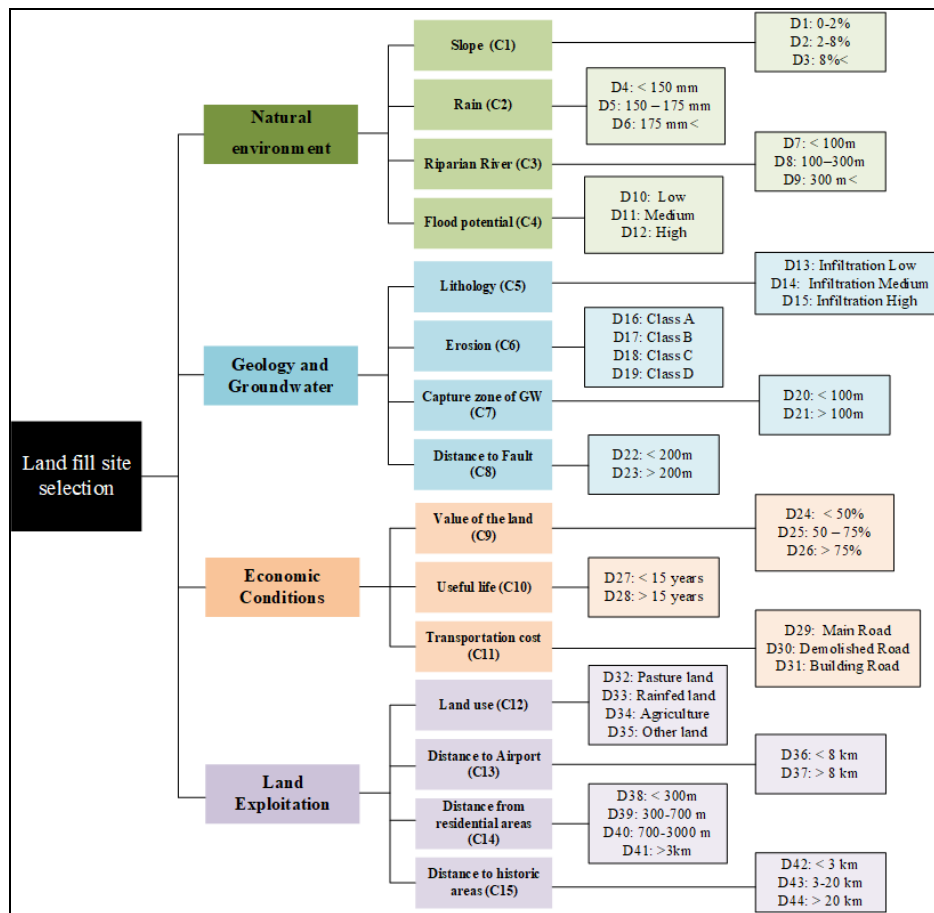 Land fill site
selection
Natural
environment
Slope (C1)
D1: 0-2%
D2: 2-8%
D3: 8%<
Rain (C2)
D4: < 150 mm
D5: 150 – 175 mm
D6: 175 mm<
Riparian River (C3)
D7: < 100m
D8: 100–300m
D9: 300 m<
Flood potential (C4)
D10: Low
D11: Medium
D12: High
Geology and
Groundwater
Lithology (C5)
D13: Infiltration Low
D14: Infiltration Medium
D15: Infiltration High
Erosion (C6)
D16: Class A
D17: Class B
D18: Class C
D19: Class D
Capture zone of GW
(C7)
D20: < 100m
D21: > 100m
Distance to Fault
(C8)
D22: < 200m
D23: > 200m
Economic
Conditions
Value of the land
(C9)
D24: < 50%
D25: 50 – 75%
D26: > 75%
Useful life (C10)
D27: < 15 years
D28: > 15 years
Transportation cost
(C11)
D29: Main Road
D30: Demolished Road
D31: Building Road
Land
Exploitation
Land use (C12)
D32: Pasture land
D33: Rainfed land
D34: Agriculture
D35: Other land
Distance to Airport
(C13)
D36: < 8 km
D37: > 8 km
Distance from
residential areas
(C14)
D38: < 300m
D39: 300-700 m
D40: 700-3000 m
D41: >3km
Distance to historic
areas (C15)
D42: < 3 km
D43: 3-20 km
D44: > 20 km